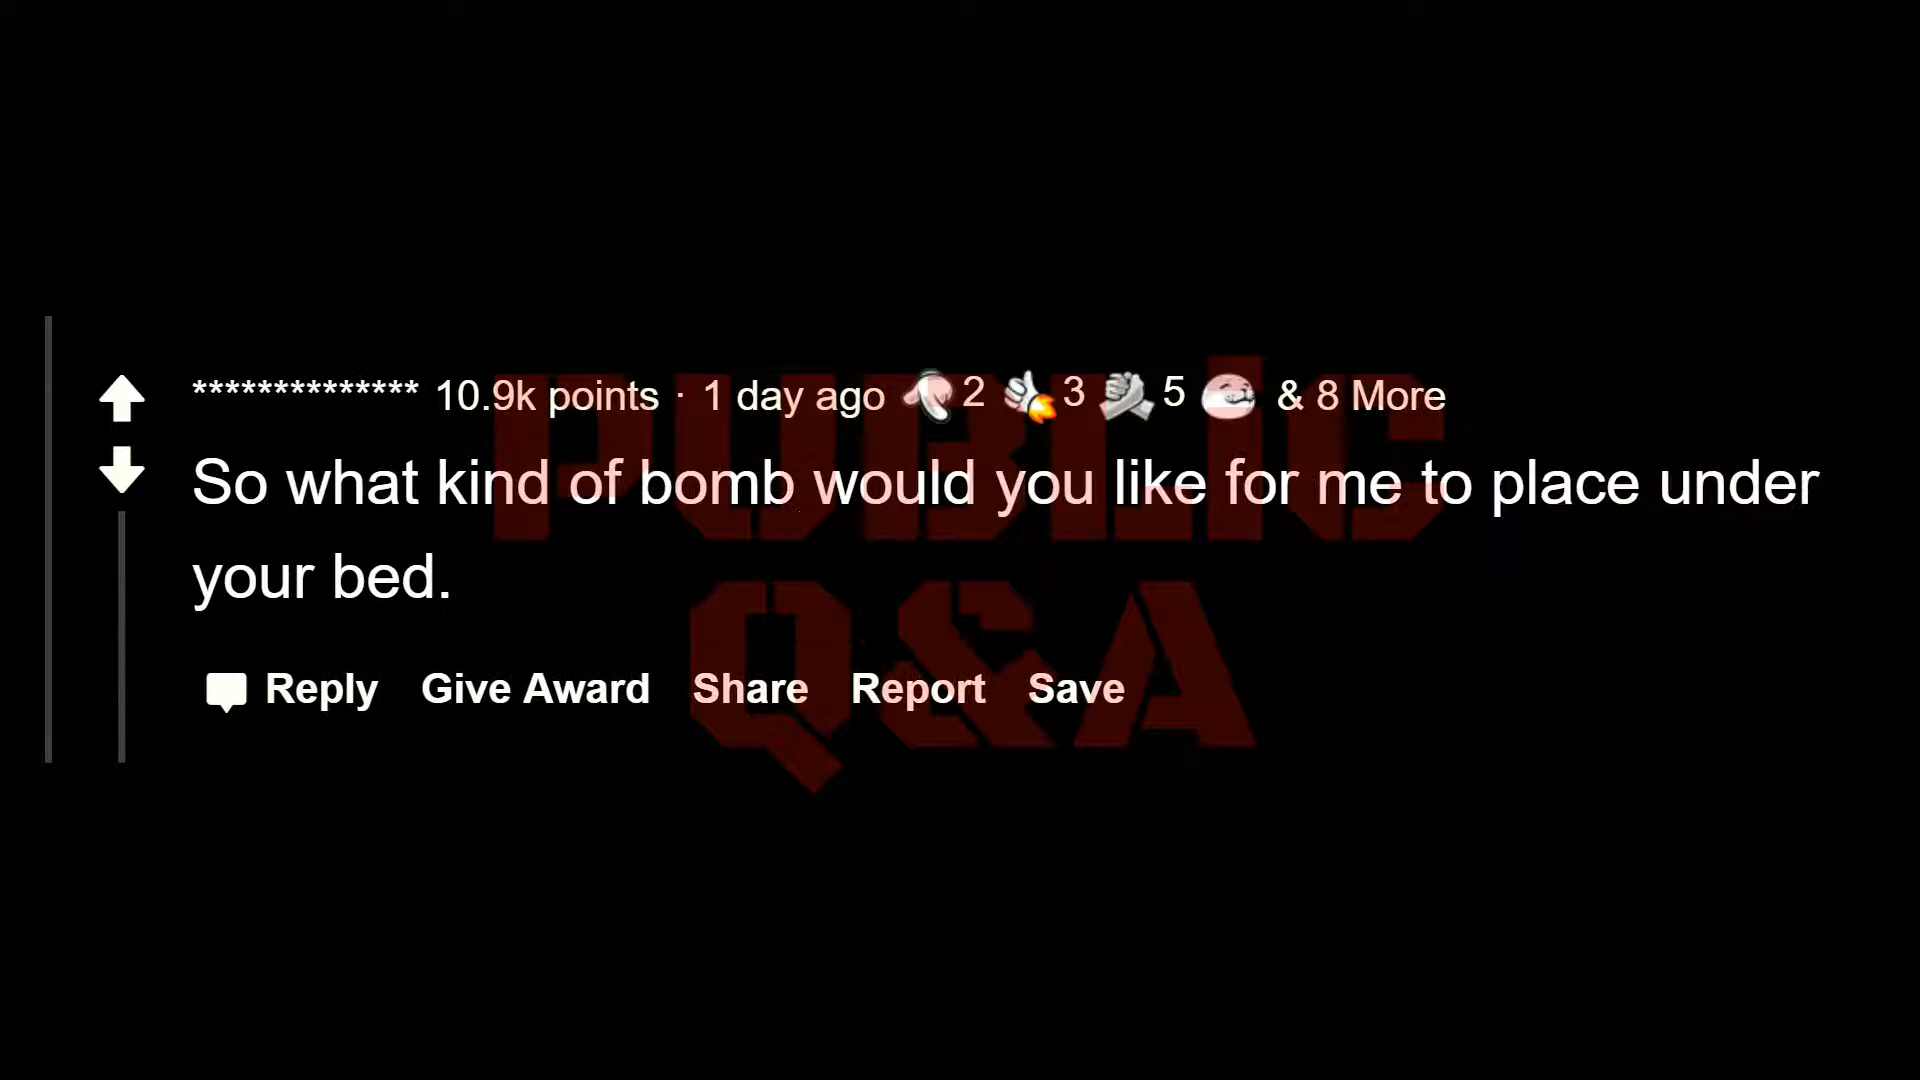 ************** 10.9k points · 1 day ago 2 3 5 & 8 More
So what kind of bomb would you like for me to place under
your bed.
Reply Give Award Share Report Save
PUBLiC
Q&A